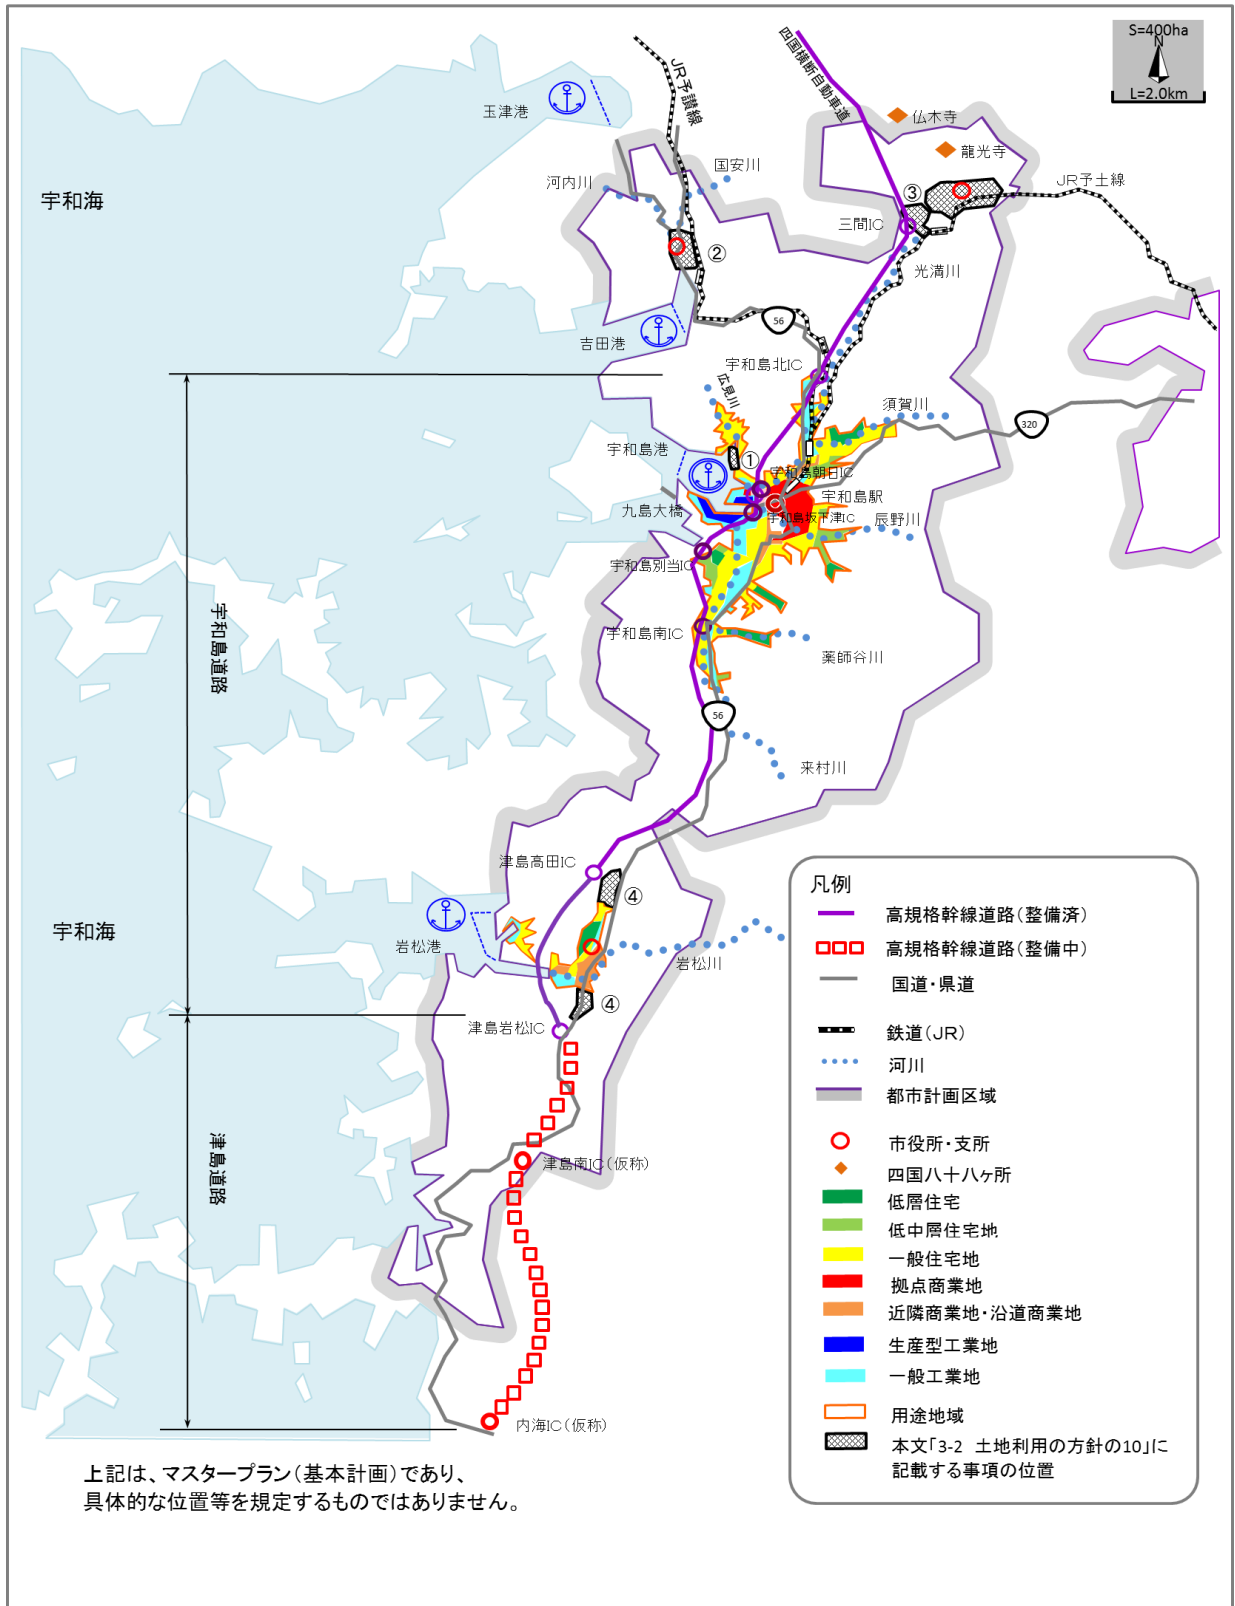 S=400ha
N
L=2.0km
四国横断自動車道
JR予讃線
玉津港
仏木寺
龍光寺
国安川
河内川
JR予土線
宇和海
③
三間IC
②
光満川
56
吉田港
宇和島北IC
広見川
須賀川
320
宇和島港
①
宇和島朝日IC
宇和島駅
九島大橋
宇和島坂下津IC
辰野川
宇和島別当IC
宇和島道路
宇和島南IC
薬師谷川
56
来村川
津島高田IC
④
宇和海
岩松港
岩松川
④
津島岩松IC
津島道路
津島南IC(仮称)
内海IC(仮称)
凡例
高規格幹線道路(整備済)
高規格幹線道路(整備中)
国道・県道
鉄道(JR)
河川
都市計画区域
市役所・支所
四国八十八ヶ所
低層住宅
低中層住宅地
一般住宅地
拠点商業地
近隣商業地・沿道商業地
生産型工業地
一般工業地
用途地域
本文「3-2 土地利用の方針の10」に
記載する事項の位置
上記は、マスタープラン(基本計画)であり、
具体的な位置等を規定するものではありません。